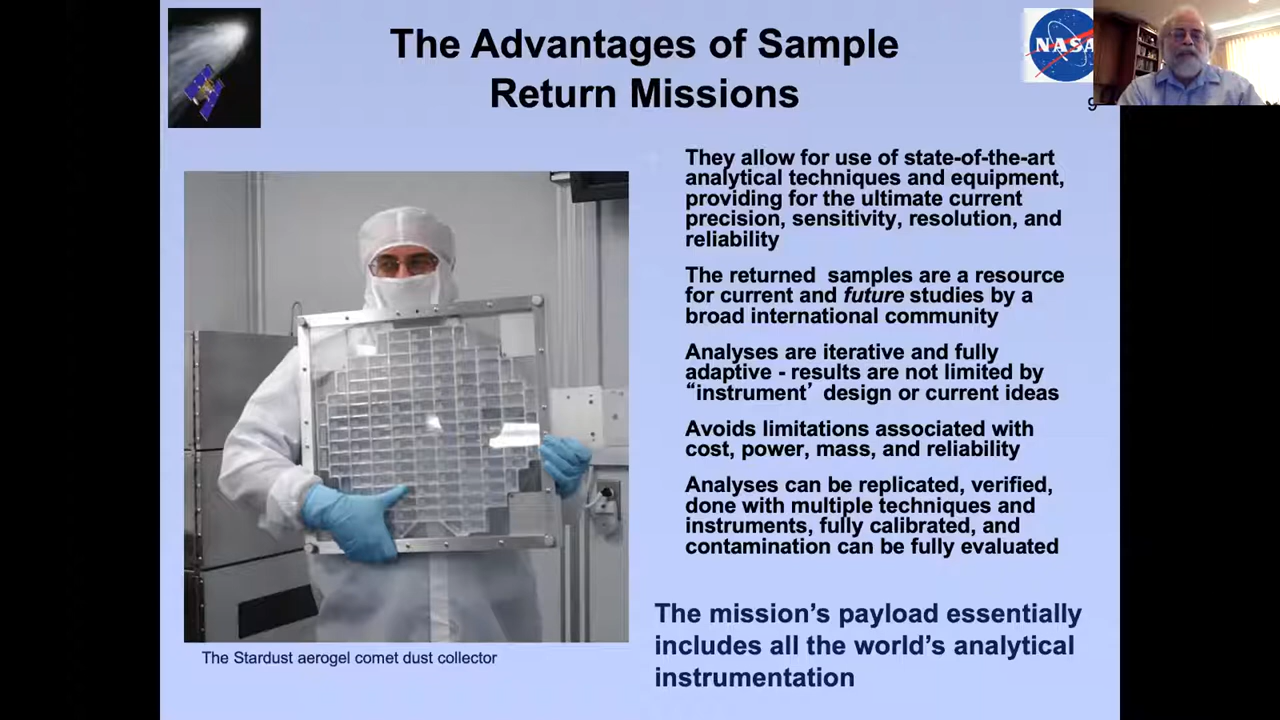 The Advantages of Sample
Return Missions
NASA
9
They allow for use of state-of-the-art
analytical techniques and equipment,
providing for the ultimate current
precision, sensitivity, resolution, and
reliability
The returned  samples are a resource
for current and future studies by a
broad international community
Analyses are iterative and fully
adaptive - results are not limited by
“instrument’ design or current ideas
Avoids limitations associated with
cost, power, mass, and reliability
Analyses can be replicated, verified,
done with multiple techniques and
instruments, fully calibrated, and
contamination can be fully evaluated
The mission’s payload essentially
includes all the world’s analytical
instrumentation
The Stardust aerogel comet dust collector